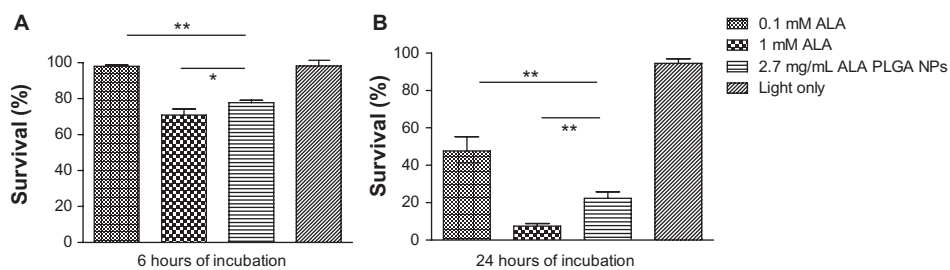 A
**
*
Survival (%)
100
80
60
40
20
0
6 hours of incubation
B
**
**
Survival (%)
100
80
60
40
20
0
24 hours of incubation
0.1 mM ALA
1 mM ALA
2.7 mg/mL ALA PLGA NPs
Light only